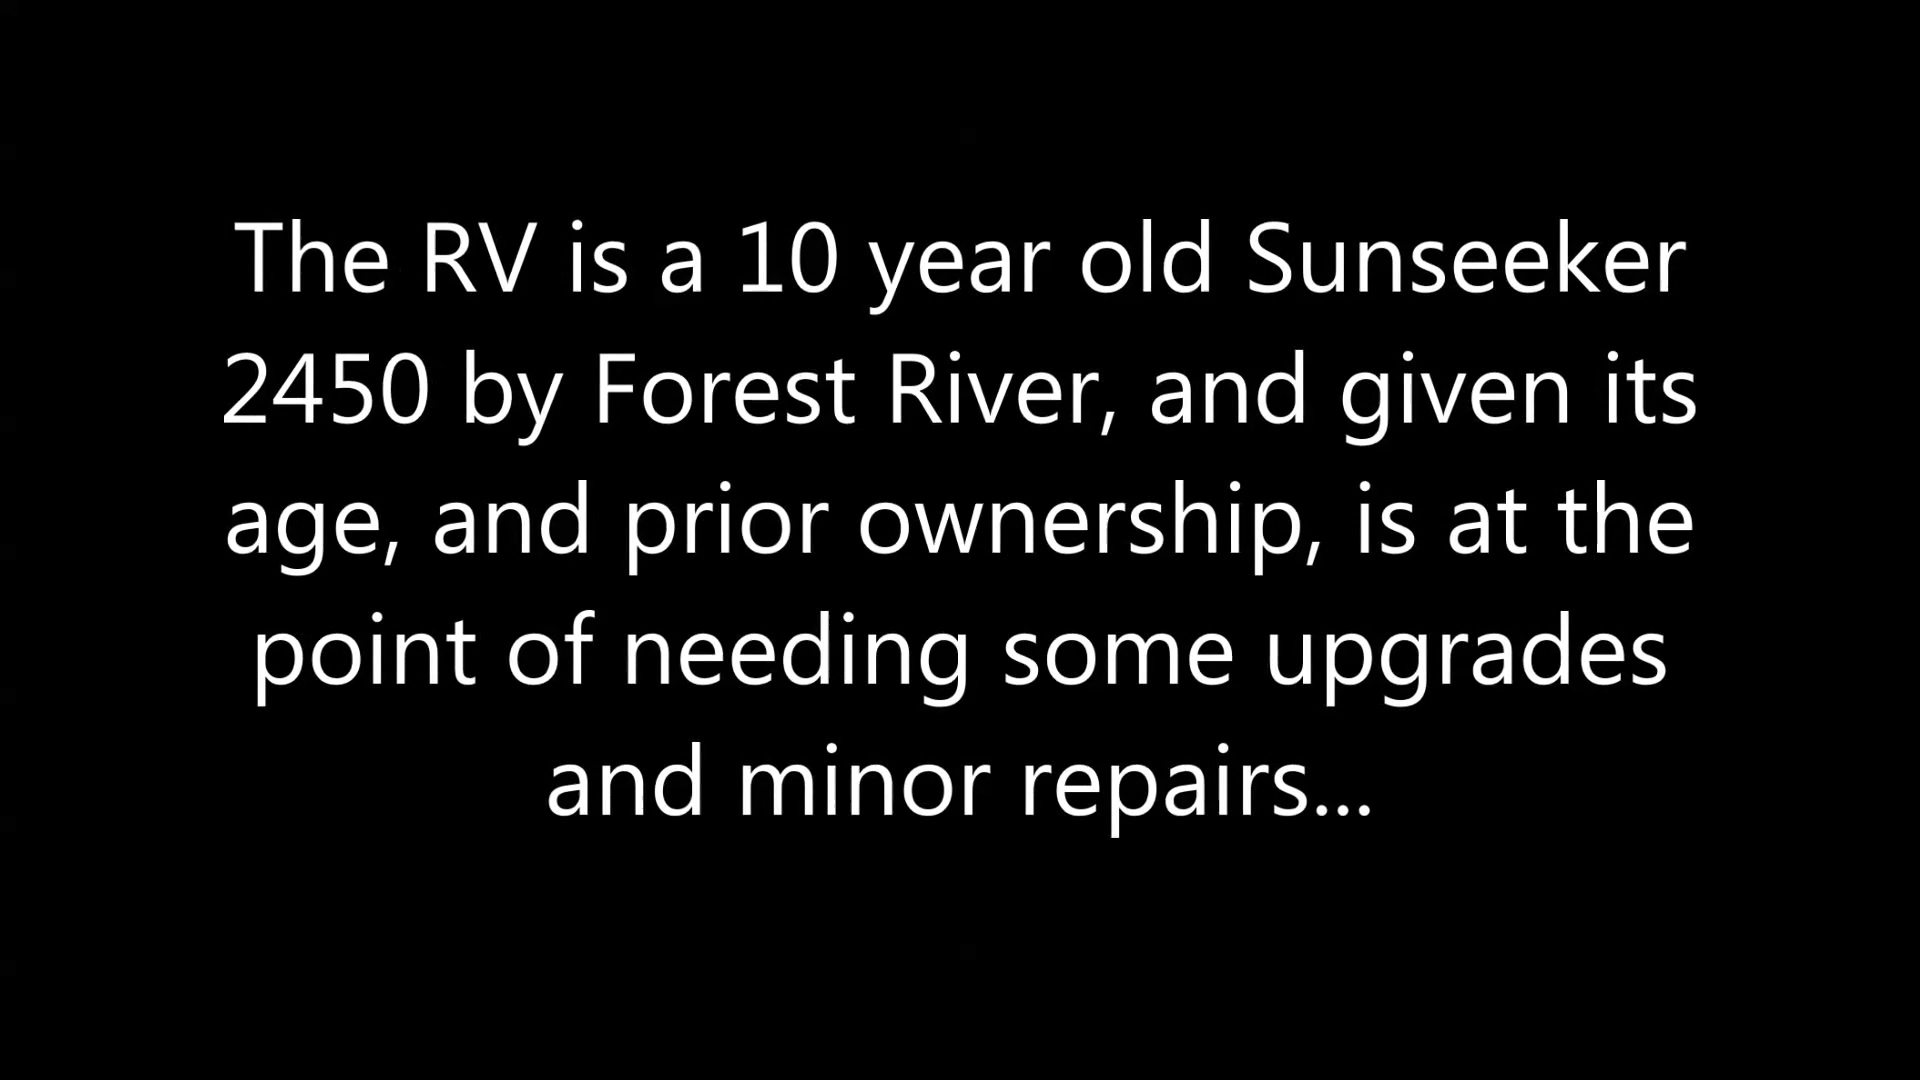 The RV is a 10 year old Sunseeker
2450 by Forest River, and given its
age, and prior ownership, is at the
point of needing some upgrades
and minor repairs...